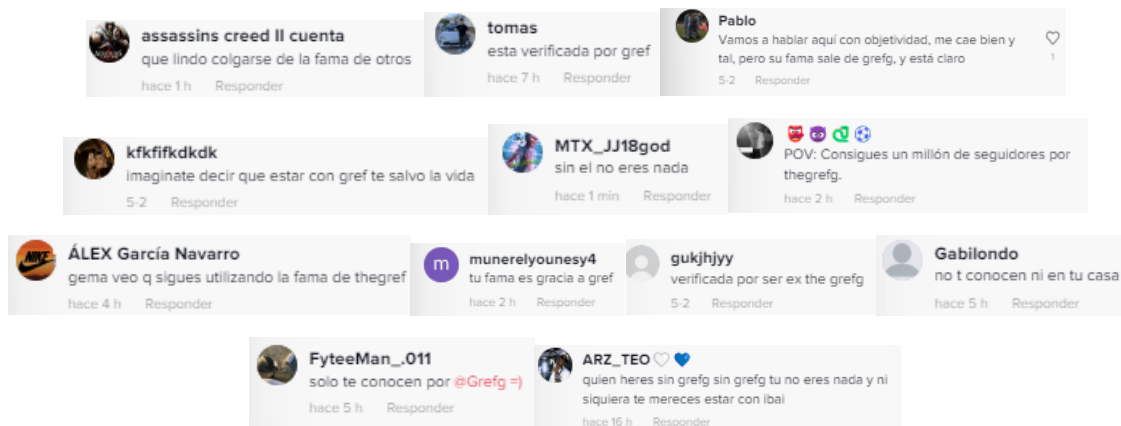 assassins creed II cuenta
que lindo colgarse de la fama de otros
hace 1 h Responder
tomas
esta verificada por gref
hace 7 h Responder
Pablo
Vamos a hablar aquí con objetividad, me cae bien y
tal, pero su fama sale de grefg, y está claro
1
5-2 Responder
kfkfifkdkdk
imaginate decir que estar con gref te salvo la vida
5-2 Responder
MTX_JJ18god
sin el no eres nada
hace 1 min Responder
POV: Consigues un millón de seguidores por
thegrefg.
hace 2 h Responder
NIKE
ÁLEX García Navarro
gema veo q sigues utilizando la fama de thegref
hace 4 h Responder
m
munerelyounesy4
tu fama es gracia a gref
hace 2 h Responder
gukjhjyy
verificada por ser ex the grefg
5-2 Responder
Gabilondo
no t conocen ni en tu casa
hace 5 h Responder
FyteeMan_.011
solo te conocen por @Grefg =)
hace 5 h Responder
ARZ_TEO🤍💙
quien heres sin grefg sin grefg tu no eres nada y ni
siquiera te mereces estar con ibai
hace 16 h Responder